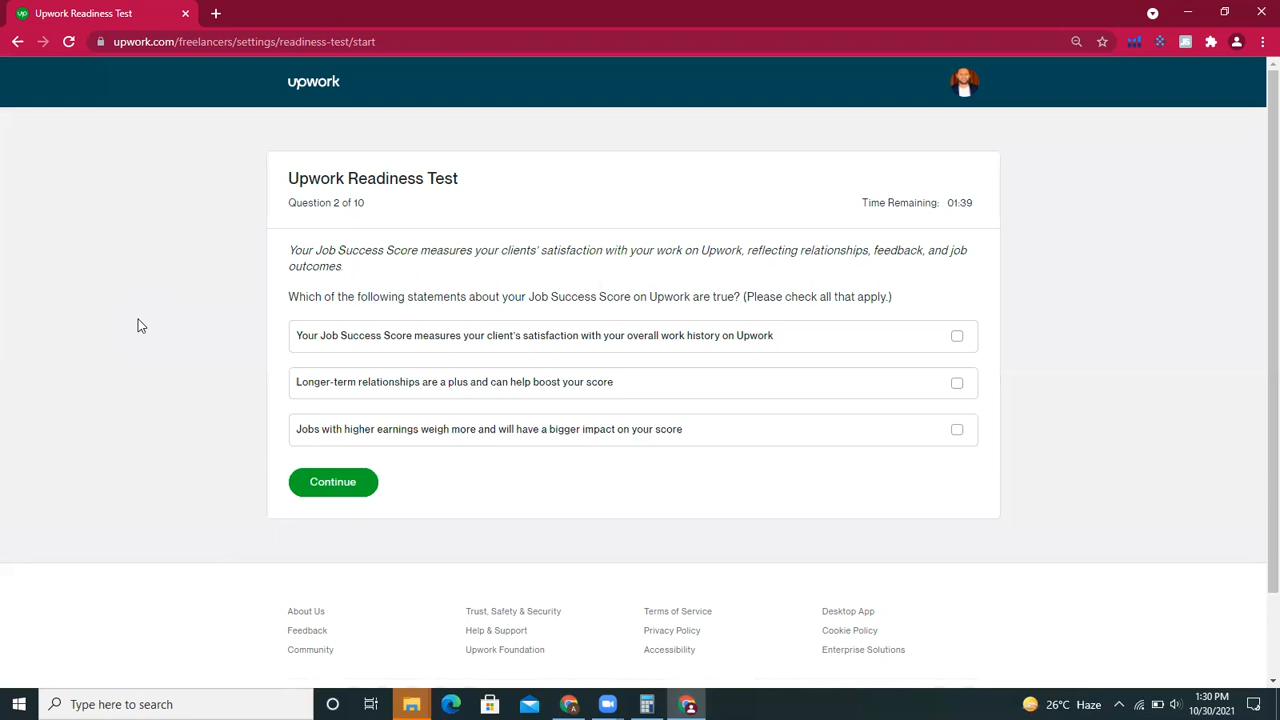 Upwork Readiness Test
upwork.com/freelancers/settings/readiness-test/start
upwork
Upwork Readiness Test
Question 2 of 10
Time Remaining: 01:39
Your Job Success Score measures your clients' satisfaction with your work on Upwork, reflecting relationships, feedback, and job
outcomes.
Which of the following statements about your Job Success Score on Upwork are true? (Please check all that apply.)
Your Job Success Score measures your client's satisfaction with your overall work history on Upwork
Longer-term relationships are a plus and can help boost your score
Jobs with higher earnings weigh more and will have a bigger impact on your score
Continue
About Us
Trust, Safety & Security
Terms of Service
Desktop App
Feedback
Help & Support
Privacy Policy
Cookie Policy
Community
Upwork Foundation
Accessibility
Enterprise Solutions
Type here to search
26°C Haze
1:30 PM
10/30/2021